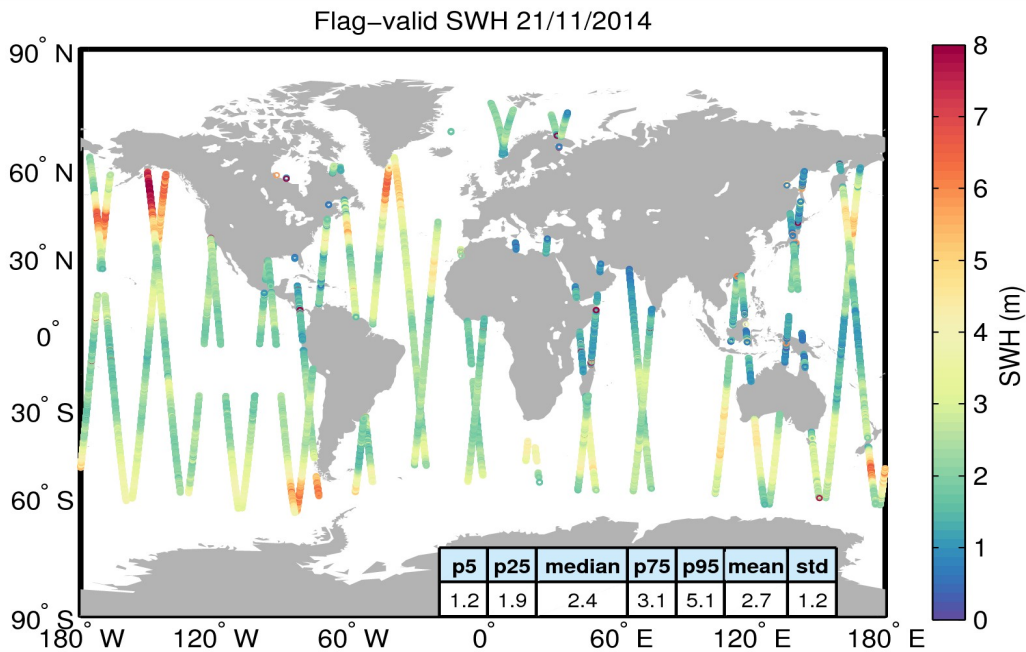 Flag−valid SWH 21/11/2014
90° N
60° N
30° N
0°
30° S
60° S
90° S
180° W
120° W
60° W
0°
60° E
120° E
180° E
p5 p25 median p75 p95 mean std
1.2 1.9 2.4 3.1 5.1 2.7 1.2
8
7
6
5
4
3
2
1
0
SWH (m)